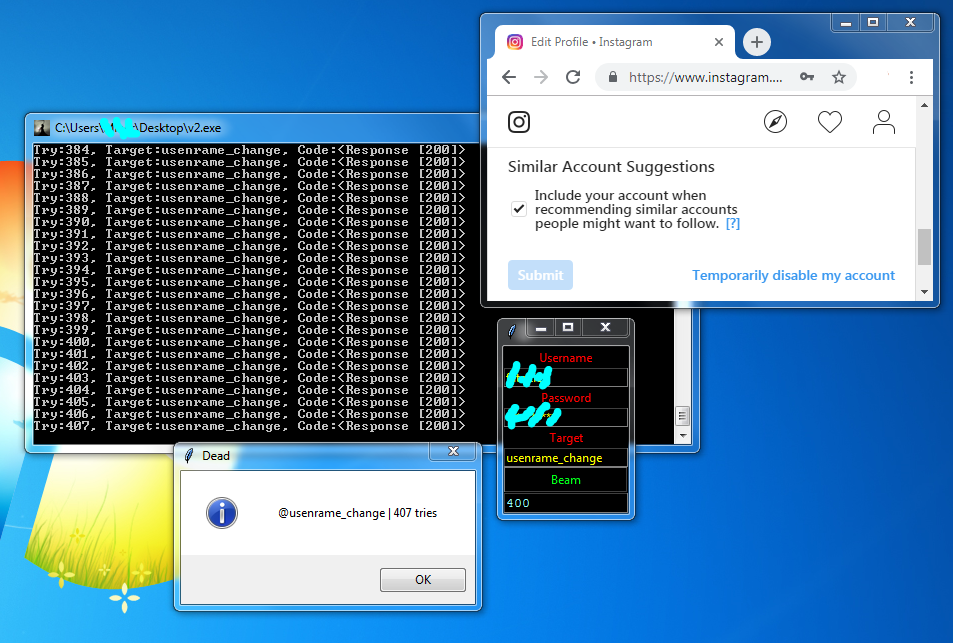 Edit Profile • Instagram
https://www.instagram....
Similar Account Suggestions
Include your account when
recommending similar accounts
people might want to follow. [?]
Submit
Temporarily disable my account
C:\Users\ \Desktop\v2.exe
Try:384, Target:usenrame_change, Code:<Response [200]>
Try:385, Target:usenrame_change, Code:<Response [200]>
Try:386, Target:usenrame_change, Code:<Response [200]>
Try:387, Target:usenrame_change, Code:<Response [200]>
Try:388, Target:usenrame_change, Code:<Response [200]>
Try:389, Target:usenrame_change, Code:<Response [200]>
Try:390, Target:usenrame_change, Code:<Response [200]>
Try:391, Target:usenrame_change, Code:<Response [200]>
Try:392, Target:usenrame_change, Code:<Response [200]>
Try:393, Target:usenrame_change, Code:<Response [200]>
Try:394, Target:usenrame_change, Code:<Response [200]>
Try:395, Target:usenrame_change, Code:<Response [200]>
Try:396, Target:usenrame_change, Code:<Response [200]>
Try:397, Target:usenrame_change, Code:<Response [200]>
Try:398, Target:usenrame_change, Code:<Response [200]>
Try:399, Target:usenrame_change, Code:<Response [200]>
Try:400, Target:usenrame_change, Code:<Response [200]>
Try:401, Target:usenrame_change, Code:<Response [200]>
Try:402, Target:usenrame_change, Code:<Response [200]>
Try:403, Target:usenrame_change, Code:<Response [200]>
Try:404, Target:usenrame_change, Code:<Response [200]>
Try:405, Target:usenrame_change, Code:<Response [200]>
Try:406, Target:usenrame_change, Code:<Response [200]>
Try:407, Target:usenrame_change, Code:<Response [200]>
Username
Password
Target
usenrame_change
Beam
400
Dead
@usenrame_change | 407 tries
OK